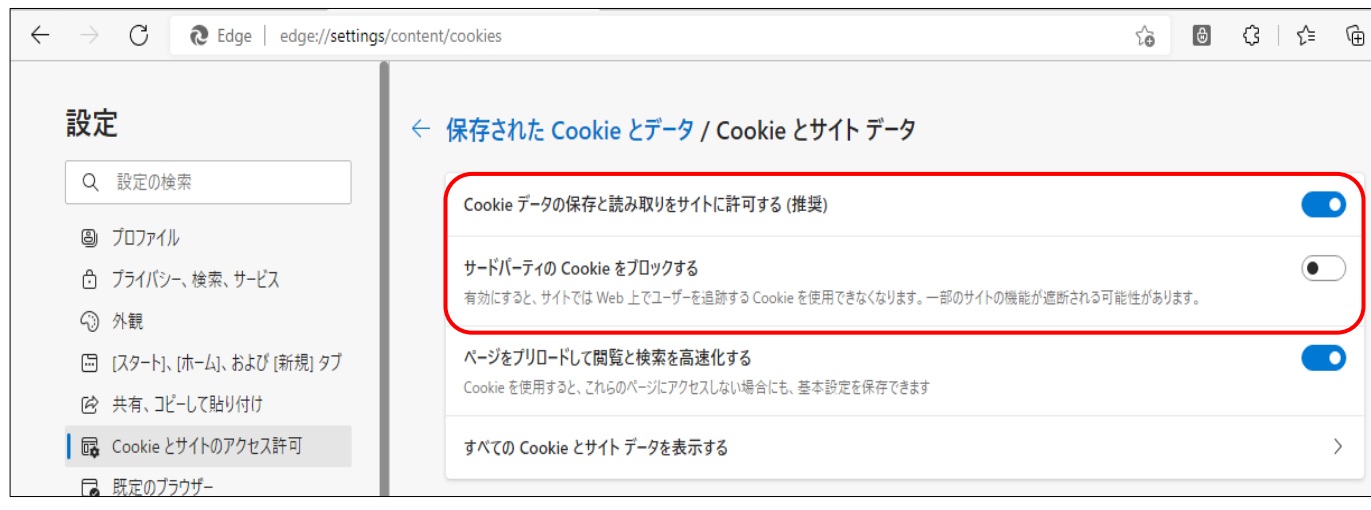 Edge | edge://settings/content/cookies
設定
設定の検索
プロファイル
プライバシー、検索、サービス
外観
[スタート]、[ホーム]、および [新規] タブ
共有、コピーして貼り付け
Cookie とサイトのアクセス許可
既定のブラウザー
保存された Cookie とデータ / Cookie とサイト データ
Cookie データの保存と読み取りをサイトに許可する (推奨)
サードパーティの Cookie をブロックする
有効にすると、サイトでは Web 上でユーザーを追跡する Cookie を使用できなくなります。一部のサイトの機能が遮断される可能性があります。
ページをプリロードして閲覧と検索を高速化する
Cookie を使用すると、これらのページにアクセスしない場合にも、基本設定を保存できます
すべての Cookie とサイト データを表示する